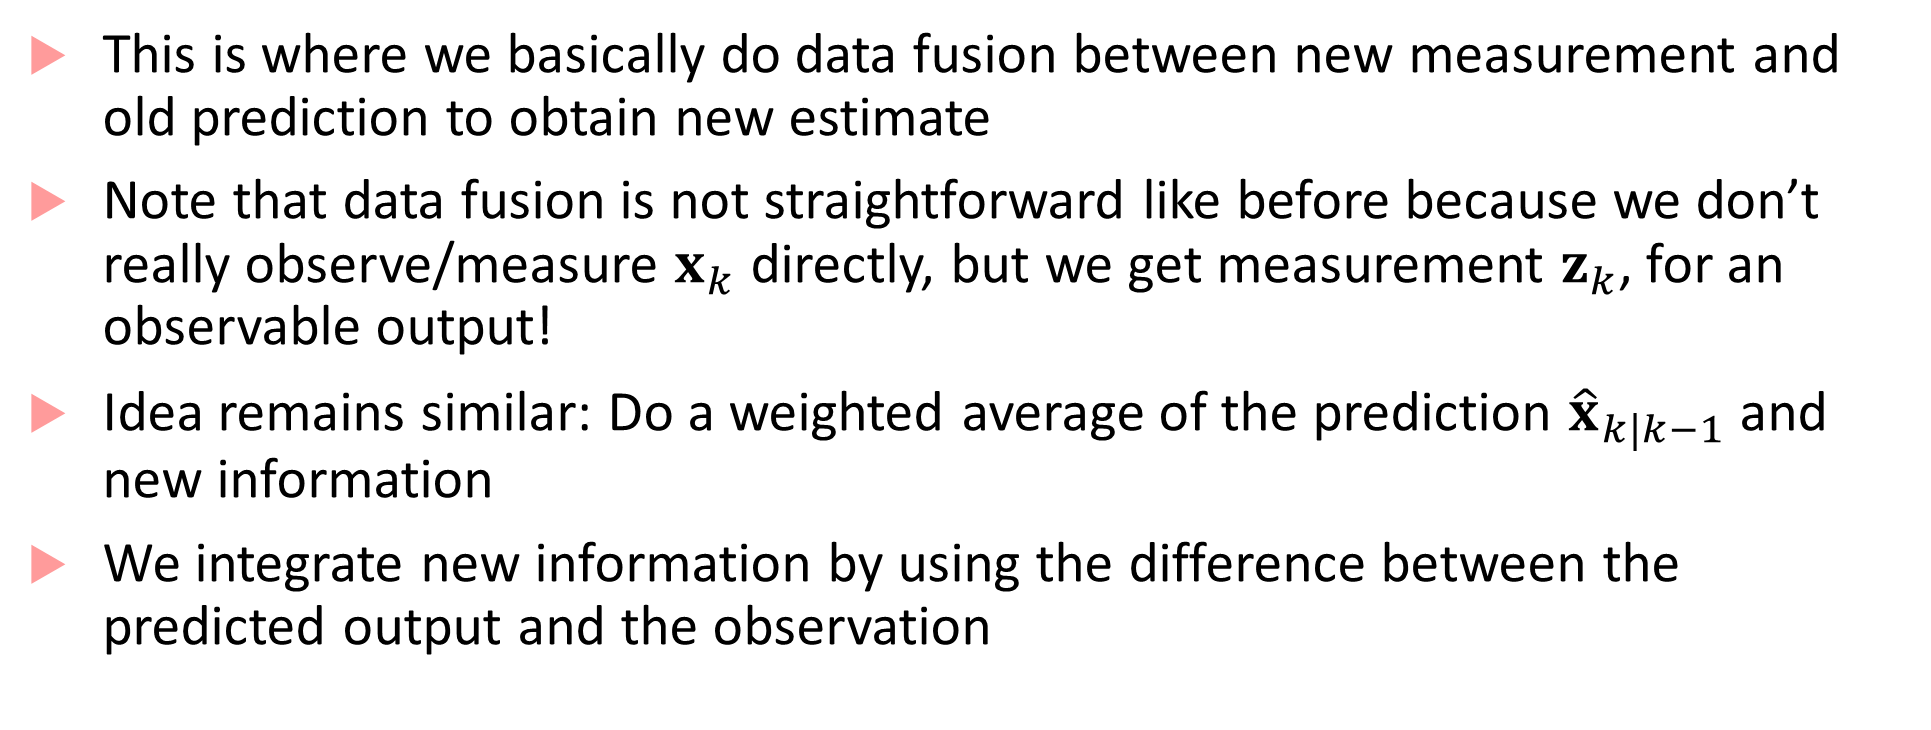 This is where we basically do data fusion between new measurement and
old prediction to obtain new estimate
Note that data fusion is not straightforward like before because we don’t
really observe/measure 𝐱ₖ directly, but we get measurement 𝐳ₖ, for an
observable output!
Idea remains similar: Do a weighted average of the prediction 𝐱̂ₖ|ₖ₋₁ and
new information
We integrate new information by using the difference between the
predicted output and the observation